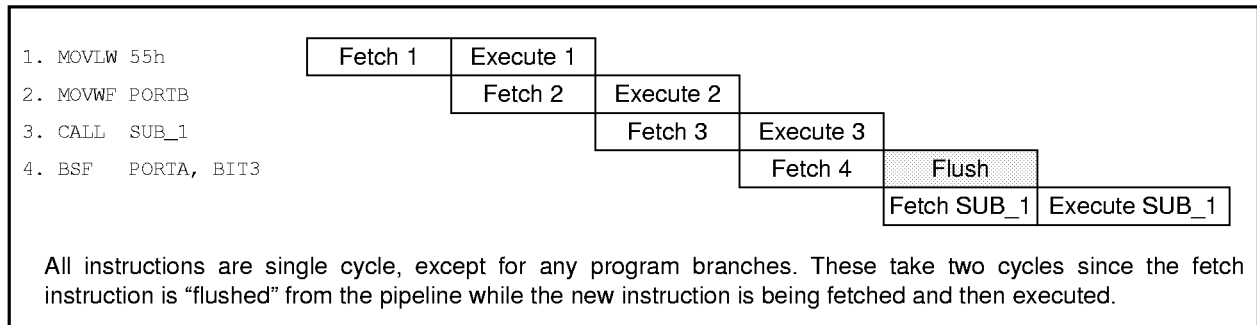 1. MOVLW 55h Fetch 1 Execute 1
2. MOVWF PORTB Fetch 2 Execute 2
3. CALL SUB_1 Fetch 3 Execute 3
4. BSF PORTA, BIT3 Fetch 4 Flush
Fetch SUB_1 Execute SUB_1
All instructions are single cycle, except for any program branches. These take two cycles since the fetch
instruction is “flushed” from the pipeline while the new instruction is being fetched and then executed.